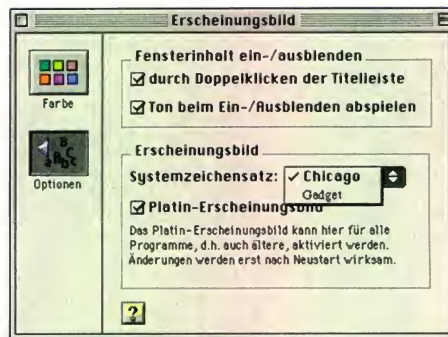 Erscheinungsbild
Farbe
Optionen
Fensterinhalt ein-/ausblenden
durch Doppelklicken der Titelleiste
Ton beim Ein-/Ausblenden abspielen
Erscheinungsbild
Systemzeichensatz: ✓ Chicago
Gadget
Platin-Erscheinungsbild
Das Platin-Erscheinungsbild kann hier für alle
Programme, d.h. auch ältere, aktiviert werden.
Änderungen werden erst nach Neustart wirksam.
?